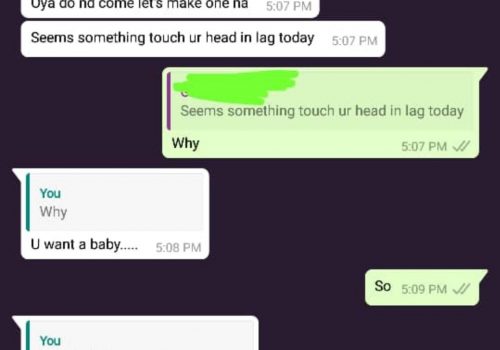 Oya do nd come let's make one na 5:07 PM
Seems something touch ur head in lag today 5:07 PM
Seems something touch ur head in lag today
Why 5:07 PM
You
Why
U want a baby..... 5:08 PM
So 5:09 PM
You